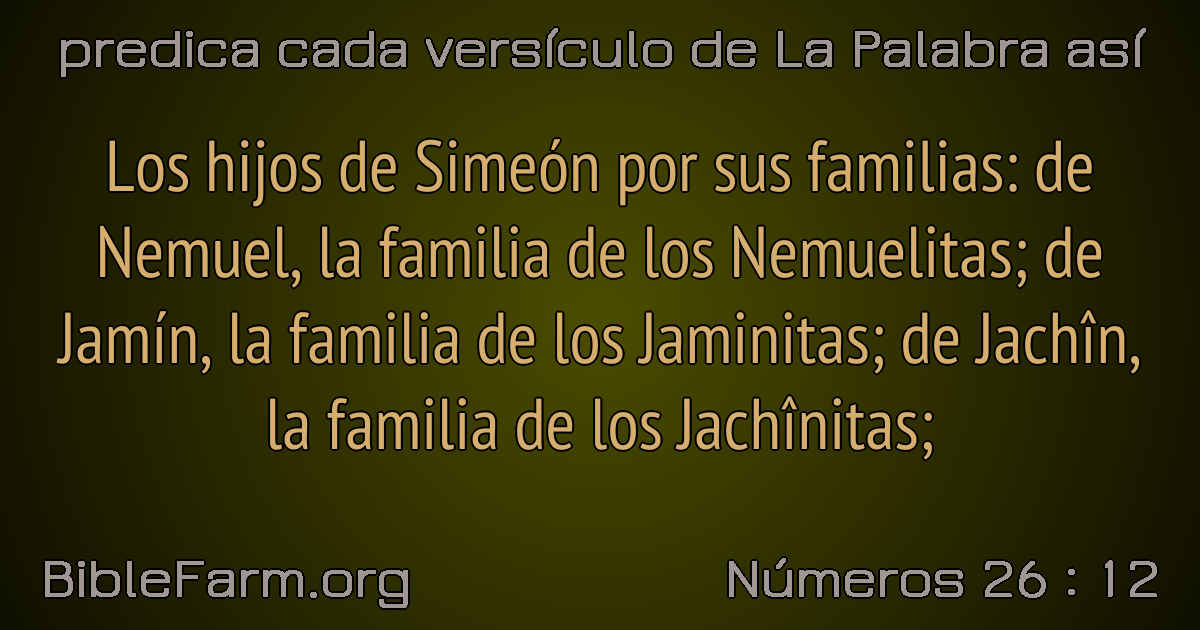 predica cada versículo de La Palabra así
Los hijos de Simeón por sus familias: de
Nemuel, la familia de los Nemuelitas; de
Jamín, la familia de los Jaminitas; de Jachîn,
la familia de los Jachînitas;
BibleFarm.org
Números 26 : 12